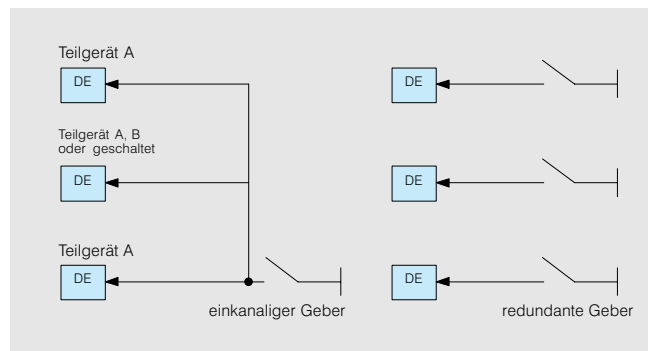 Teilgerät A
DE
DE
Teilgerät A, B
oder geschaltet
DE
DE
Teilgerät A
DE
DE
einkanaliger Geber
redundante Geber